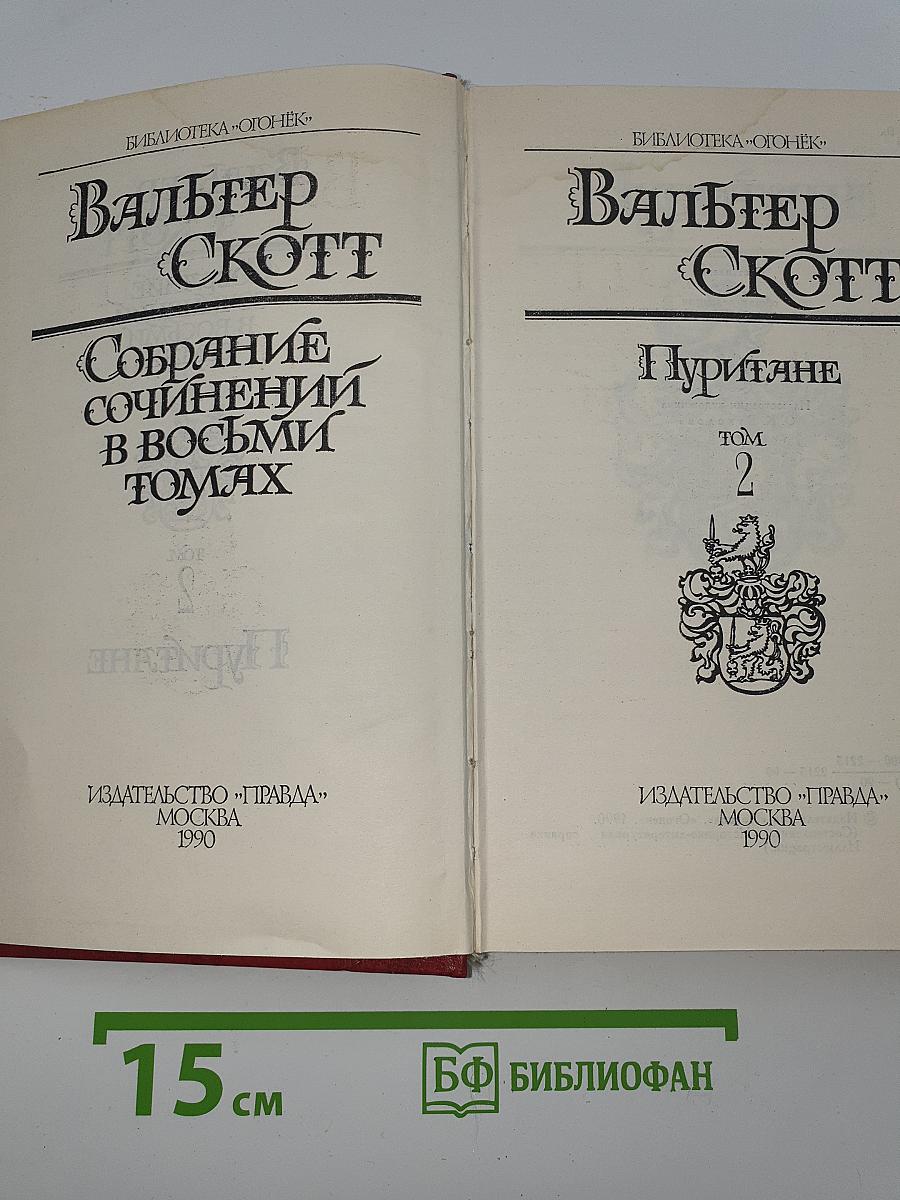 БИБЛИОТЕКА „ОГОНЁК”
ВАЛЬТЕР
СКОТТ
СОБРАНИЕ
СОЧИНЕНИЙ
В ВОСЬМИ
ТОМАХ
ИЗДАТЕЛЬСТВО „ПРАВДА”
МОСКВА
1990
БИБЛИОТЕКА „ОГОНЁК”
ВАЛЬТЕР
СКОТТ
ПУРИТАНЕ
ТОМ
2
ИЗДАТЕЛЬСТВО „ПРАВДА”
МОСКВА
1990
15 см
БФ БИБЛИОФАН